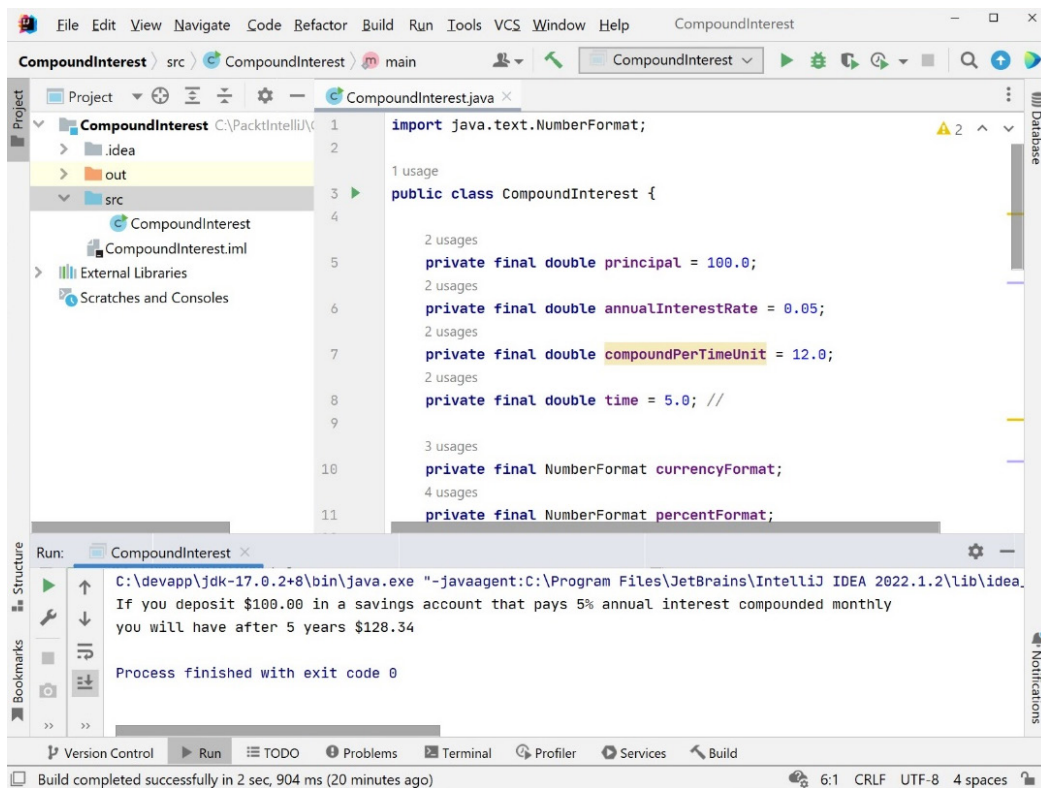 File Edit View Navigate Code Refactor Build Run Tools VCS Window Help CompoundInterest
CompoundInterest src CompoundInterest main CompoundInterest
Project
Project
CompoundInterest C:\PacktIntelliJ\
.idea
out
src
CompoundInterest
CompoundInterest.iml
External Libraries
Scratches and Consoles
CompoundInterest.java
2
1 import java.text.NumberFormat;
2
1 usage
3 public class CompoundInterest {
4
2 usages
5 private final double principal = 100.0;
2 usages
6 private final double annualInterestRate = 0.05;
2 usages
7 private final double compoundPerTimeUnit = 12.0;
2 usages
8 private final double time = 5.0; //
9
3 usages
10 private final NumberFormat currencyFormat;
4 usages
11 private final NumberFormat percentFormat;
Database
Notifications
Structure
Bookmarks
Run: CompoundInterest
C:\devapp\jdk-17.0.2+8\bin\java.exe "-javaagent:C:\Program Files\JetBrains\IntelliJ IDEA 2022.1.2\lib\idea_
If you deposit $100.00 in a savings account that pays 5% annual interest compounded monthly
you will have after 5 years $128.34
Process finished with exit code 0
Version Control Run TODO Problems Terminal Profiler Services Build
Build completed successfully in 2 sec, 904 ms (20 minutes ago) 6:1 CRLF UTF-8 4 spaces